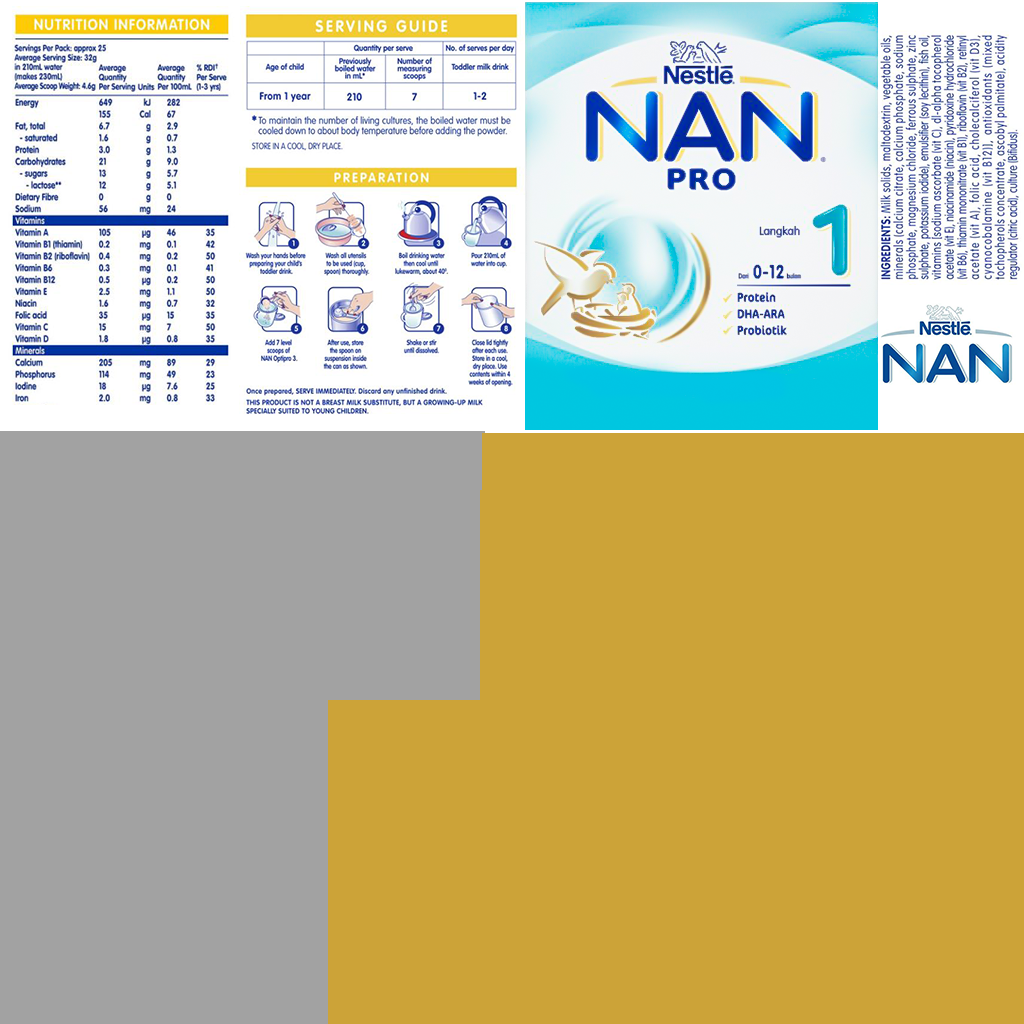 NUTRITION INFORMATION
Servings Per Pack: approx 25
Average Serving Size: 32g
in 210mL water
(makes 230mL)
Average Scoop Weight: 4.6g
Average Quantity Per Serving Units Average Quantity Per 100mL % RDI† Per Serve (1-3 yrs)
Energy 649 kJ 282
155 Cal 67
Fat, total 6.7 g 2.9
- saturated 1.6 g 0.7
Protein 3.0 g 1.3
Carbohydrates 21 g 9.0
- sugars 13 g 5.7
- lactose** 12 g 5.1
Dietary Fibre 0 g 0
Sodium 56 mg 24
Vitamins
Vitamin A 105 µg 46 35
Vitamin B1 (thiamin) 0.2 mg 0.1 42
Vitamin B2 (riboflavin) 0.4 mg 0.2 50
Vitamin B6 0.3 mg 0.1 41
Vitamin B12 0.5 µg 0.2 50
Vitamin E 2.5 mg 1.1 50
Niacin 1.6 mg 0.7 32
Folic acid 35 µg 15 35
Vitamin C 15 mg 7 50
Vitamin D 1.8 µg 0.8 35
Minerals
Calcium 205 mg 89 29
Phosphorus 114 mg 49 23
Iodine 18 µg 7.6 25
Iron 2.0 mg 0.8 33
SERVING GUIDE
Quantity per serve No. of serves per day
Age of child Previously boiled water in mL* Number of measuring scoops Toddler milk drink
From 1 year 210 7 1-2
* To maintain the number of living cultures, the boiled water must be
cooled down to about body temperature before adding the powder.
STORE IN A COOL, DRY PLACE.
PREPARATION
1
Wash your hands before
preparing your child's
toddler drink.
2
Wash all utensils
to be used (cup,
spoon) thoroughly.
3
Boil drinking water
then cool until
lukewarm, about 40°.
4
Pour 210mL of
water into cup.
5
Add 7 level
scoops of
NAN Optipro 3.
6
After use, store
the spoon on
suspension inside
the can as shown.
7
Shake or stir
until dissolved.
8
Close lid tightly
after each use.
Store in a cool,
dry place. Use
contents within 4
weeks of opening.
Once prepared, SERVE IMMEDIATELY. Discard any unfinished drink.
THIS PRODUCT IS NOT A BREAST MILK SUBSTITUTE, BUT A GROWING-UP MILK
SPECIALLY SUITED TO YOUNG CHILDREN.
Nestlé
NAN
PRO
Langkah 1
Dari 0-12 bulan
Protein
DHA-ARA
Probiotik
INGREDIENTS: Milk solids, maltodextrin, vegetable oils,
minerals (calcium citrate, calcium phosphate, sodium
phosphate, magnesium chloride, ferrous sulphate, zinc
sulphate, potassium iodide), emulsifier (soy lecithin), fish oil,
vitamins (sodium ascorbate (vit C), dl-alpha tocopherol
acetate (vit E), niacinamide (niacin), pyridoxine hydrochloride
(vit B6), thiamin mononitrate (vit B1), riboflavin (vit B2), retinyl
acetate (vit A), folic acid, cholecalciferol (vit D3),
cyanocobalamine (vit B12)), antioxidants (mixed
tochopherols concentrate, ascobyl palmitate), acidity
regulator (citric acid), culture (Bifidus).
Nestlé
NAN